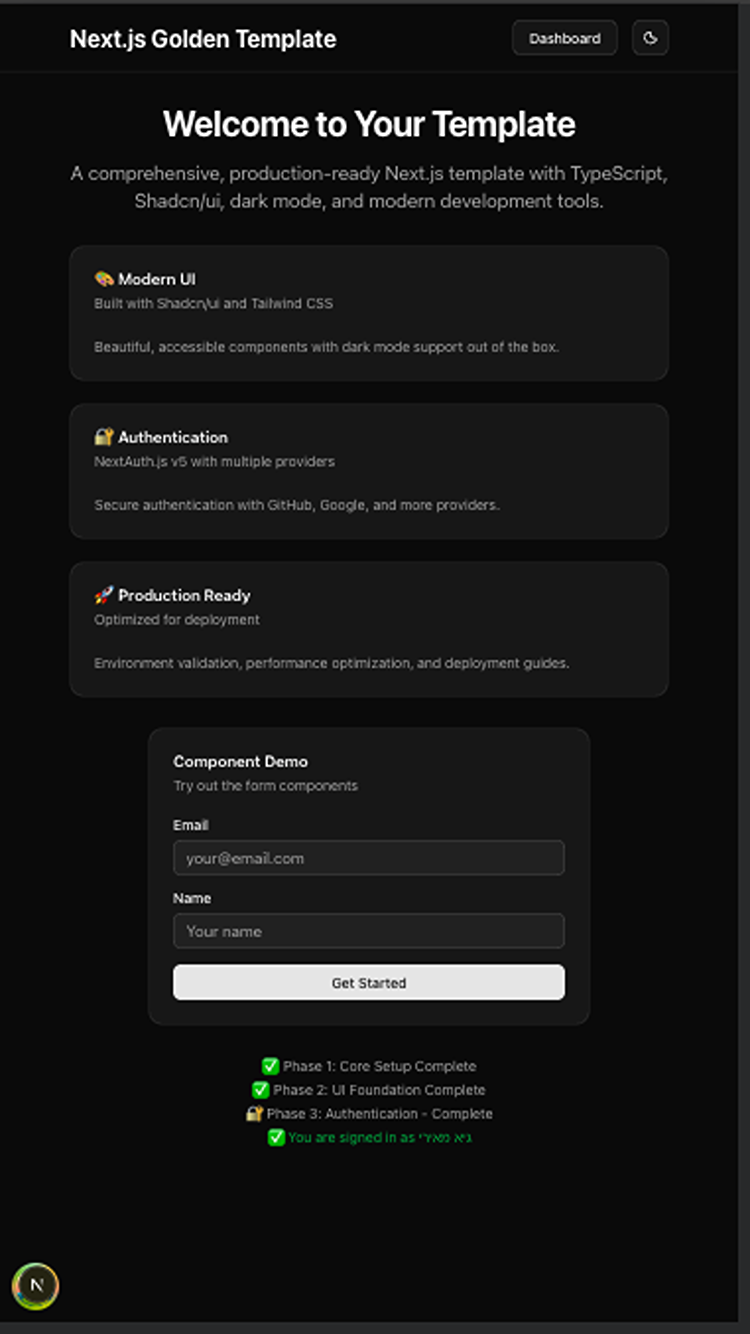 Next.js Golden Template
Dashboard
Welcome to Your Template
A comprehensive, production-ready Next.js template with TypeScript,
Shadcn/ui, dark mode, and modern development tools.
🎨 Modern UI
Built with Shadcn/ui and Tailwind CSS
Beautiful, accessible components with dark mode support out of the box.
🔐 Authentication
NextAuth.js v5 with multiple providers
Secure authentication with GitHub, Google, and more providers.
🚀 Production Ready
Optimized for deployment
Environment validation, performance optimization, and deployment guides.
Component Demo
Try out the form components
Email
your@email.com
Name
Your name
Get Started
✅ Phase 1: Core Setup Complete
✅ Phase 2: UI Foundation Complete
🔐 Phase 3: Authentication - Complete
✅ You are signed in as גיא מאירי
N